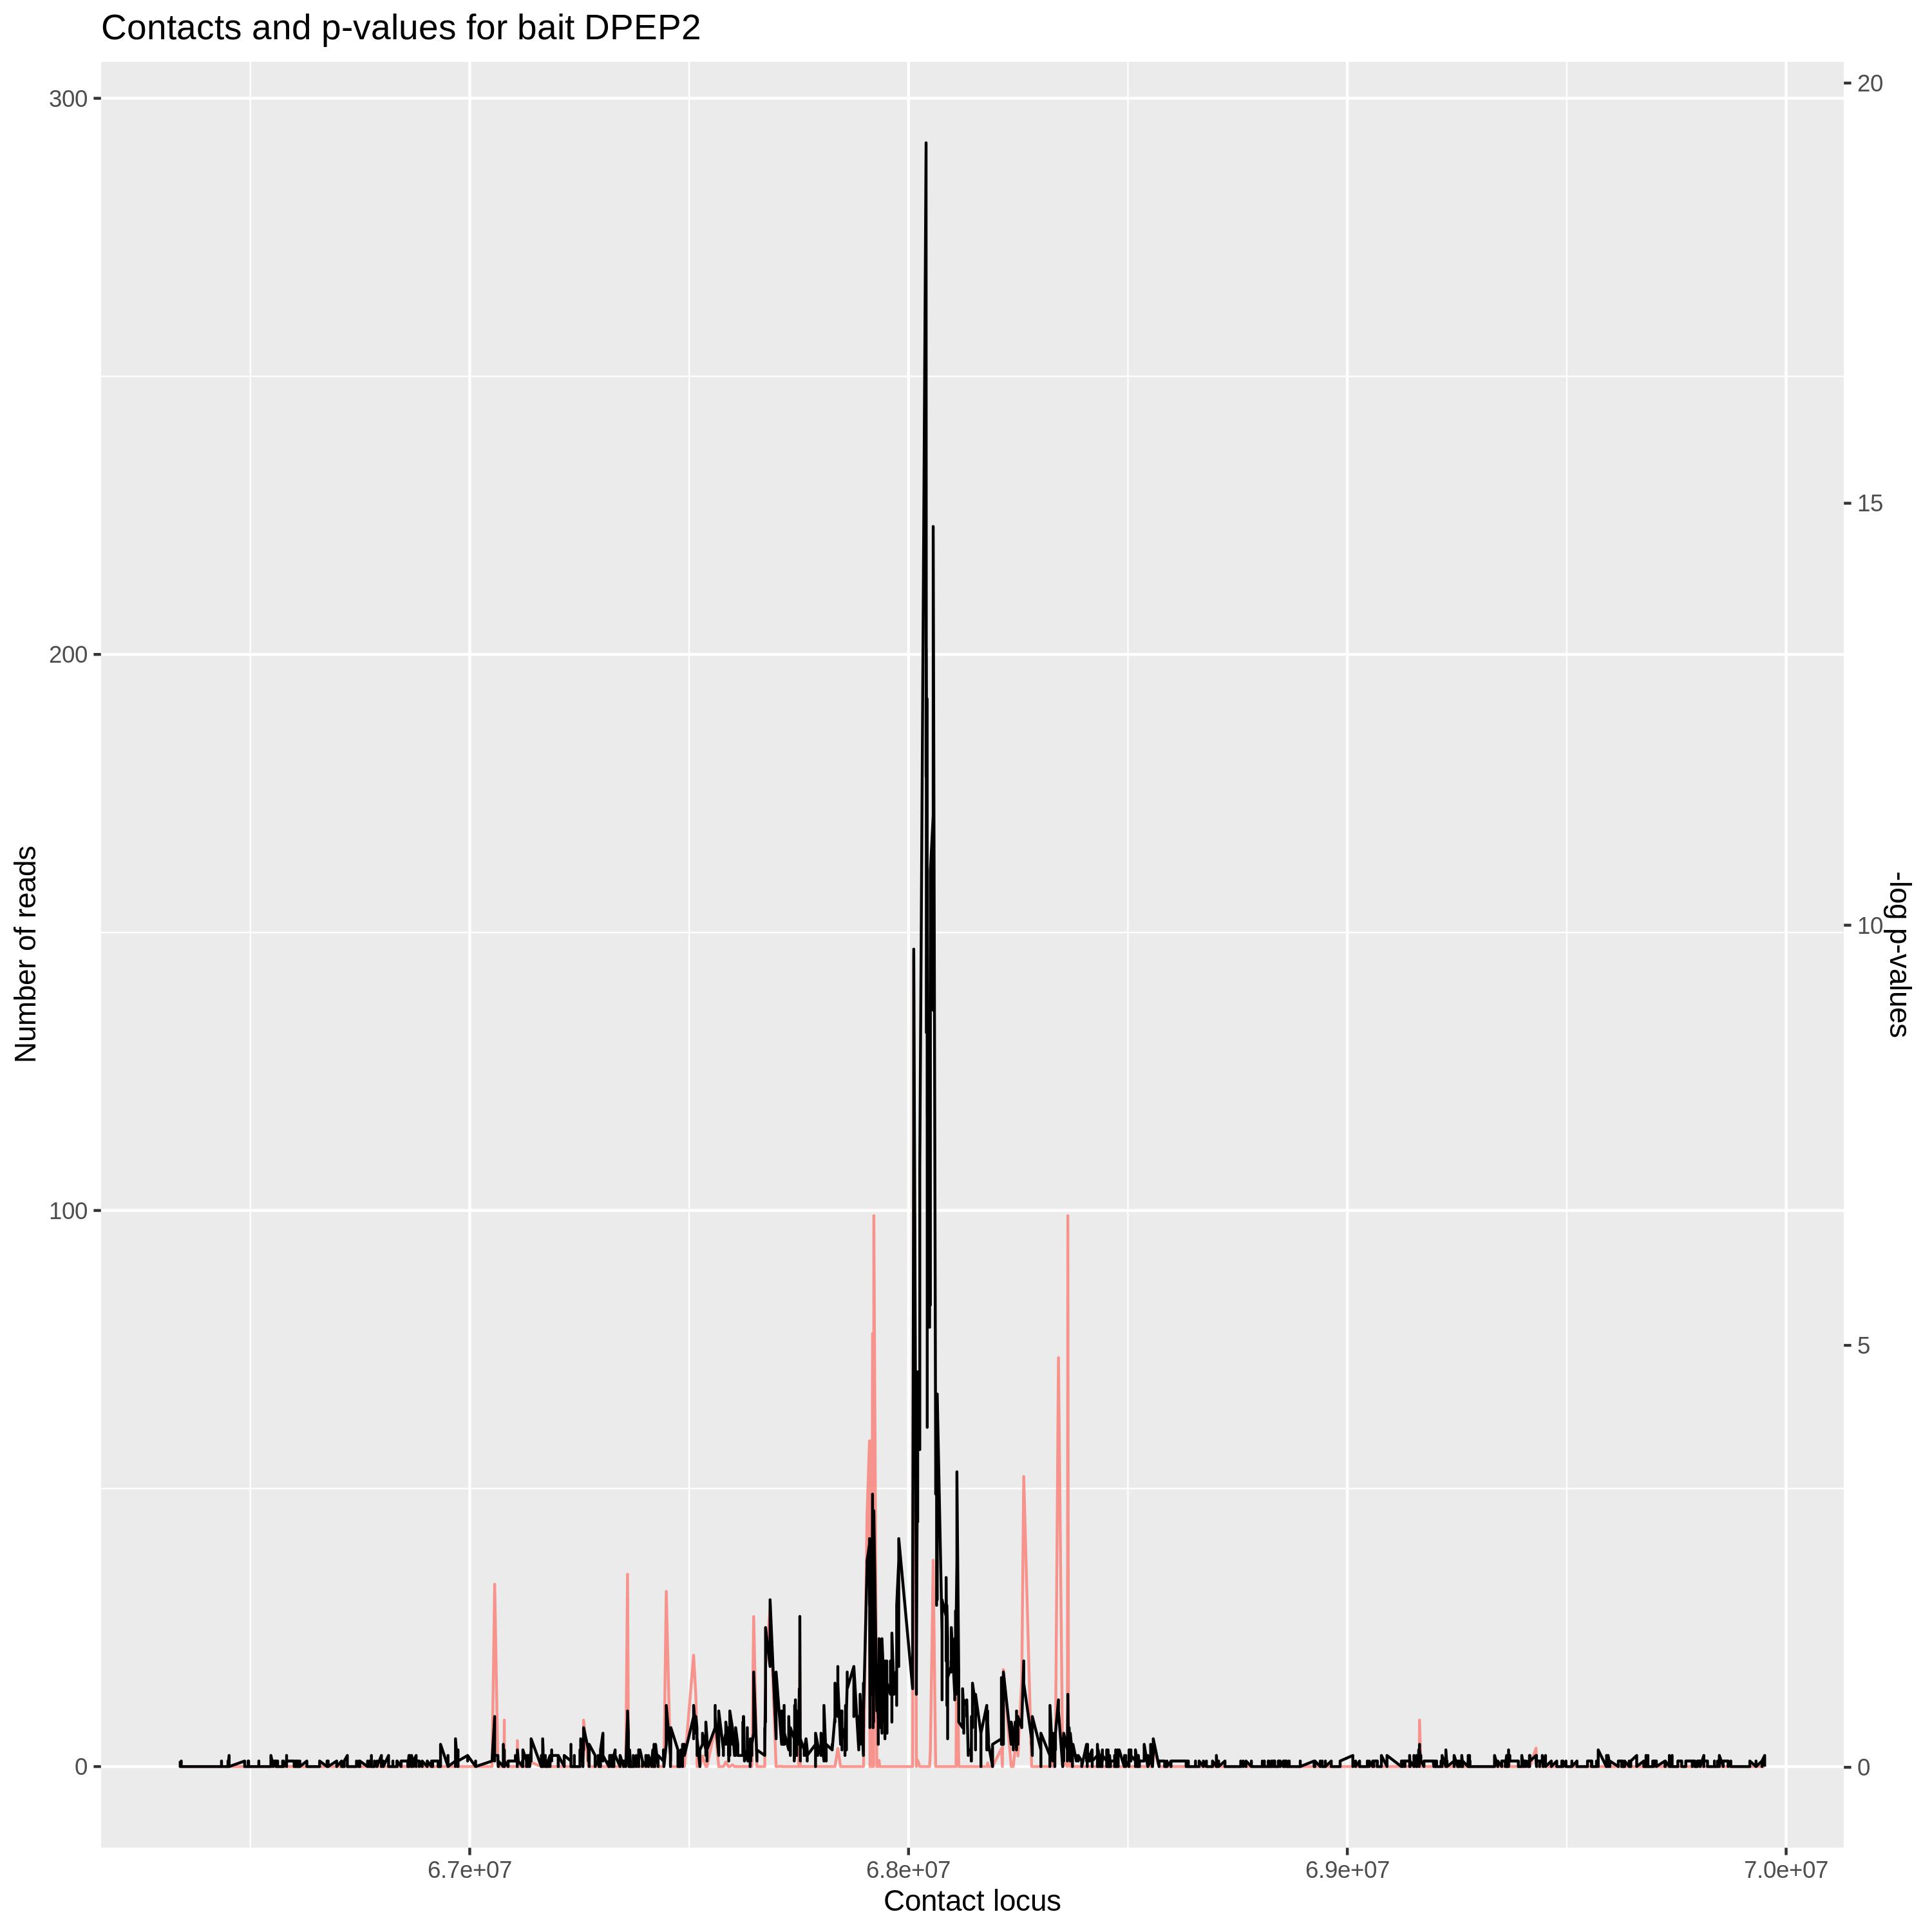 Contacts and p-values for bait DPEP2
300
200
100
0
Number of reads
20
15
10
5
0
-log p-values
6.7e+07
6.8e+07
6.9e+07
7.0e+07
Contact locus